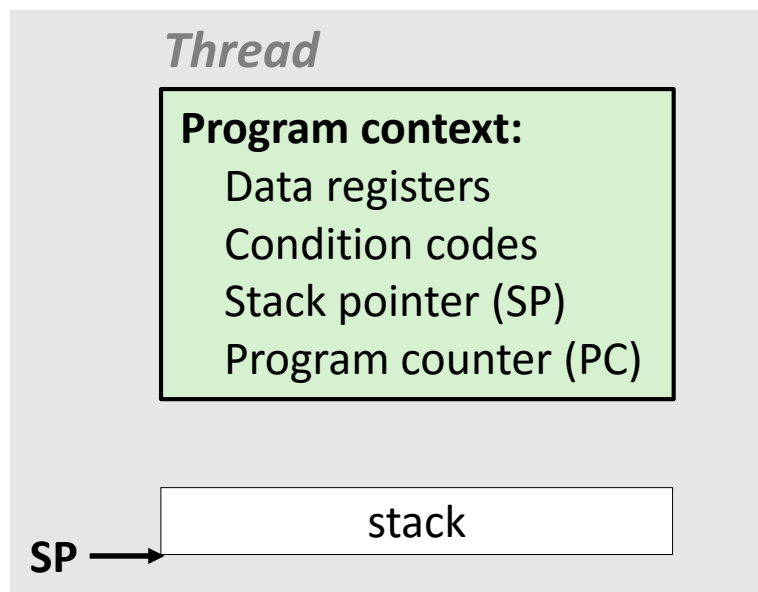 Thread
Program context:
Data registers
Condition codes
Stack pointer (SP)
Program counter (PC)
stack
SP